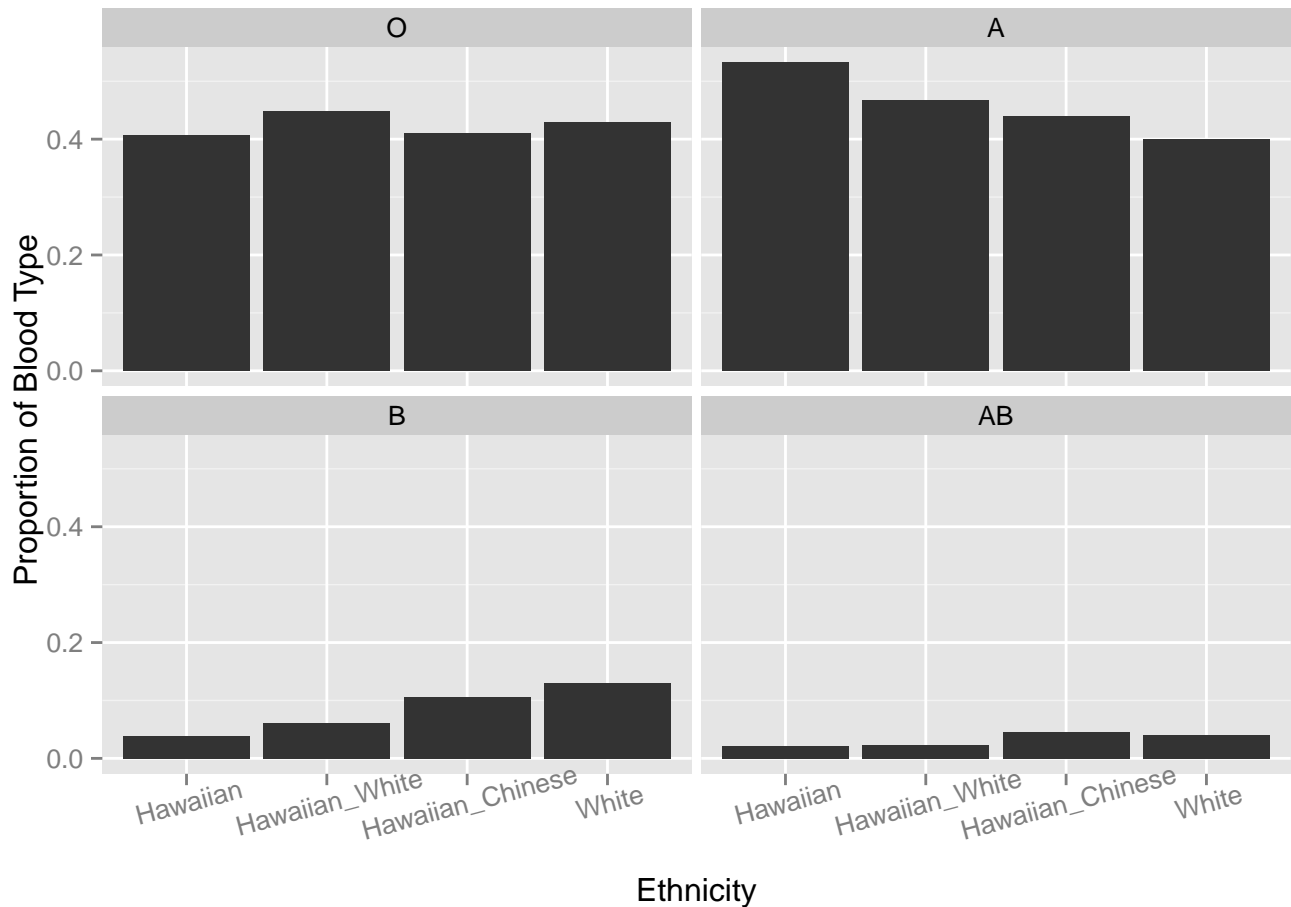 O
A
0.4
0.2
0.0
Proportion of Blood Type
B
AB
0.4
0.2
0.0
Hawaiian
Hawaiian_White
Hawaiian_Chinese
White
Hawaiian
Hawaiian_White
Hawaiian_Chinese
White
Ethnicity